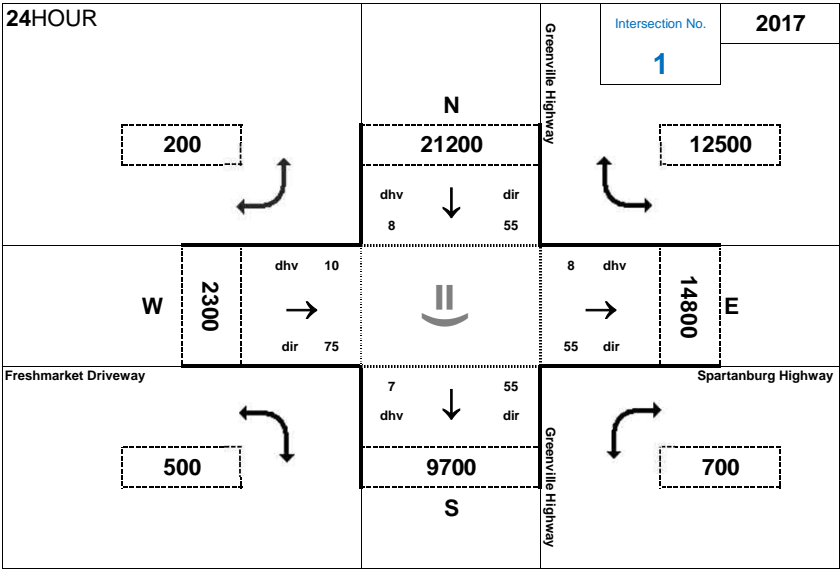 24HOUR
Intersection No.
1
2017
Greenville Highway
N
200
21200
12500
dhv
dir
8
55
W
2300
dhv 10
dir 75
8 dhv
55 dir
14800
E
Freshmarket Driveway
Spartanburg Highway
7
55
dhv
dir
500
9700
700
Greenville Highway
S